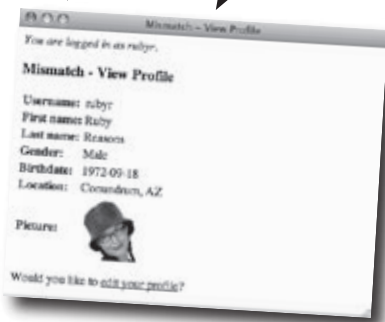 Mismatch – View Profile
You are logged in as rubyr.
Mismatch - View Profile
Username: rubyr
First name: Ruby
Last name: Reasons
Gender: Male
Birthdate: 1972-09-18
Location: Conundrum, AZ
Picture:
Would you like to edit your profile?